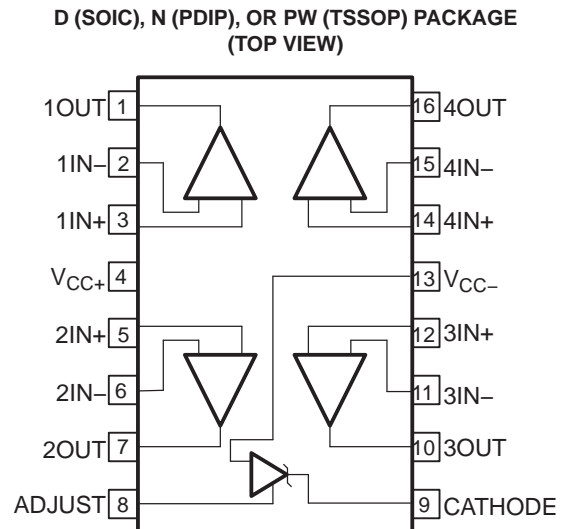 D (SOIC), N (PDIP), OR PW (TSSOP) PACKAGE
(TOP VIEW)
1OUT 1 16 4OUT
1IN− 2 15 4IN−
1IN+ 3 14 4IN+
VCC+ 4 13 VCC−
2IN+ 5 12 3IN+
2IN− 6 11 3IN−
2OUT 7 10 3OUT
ADJUST 8 9 CATHODE